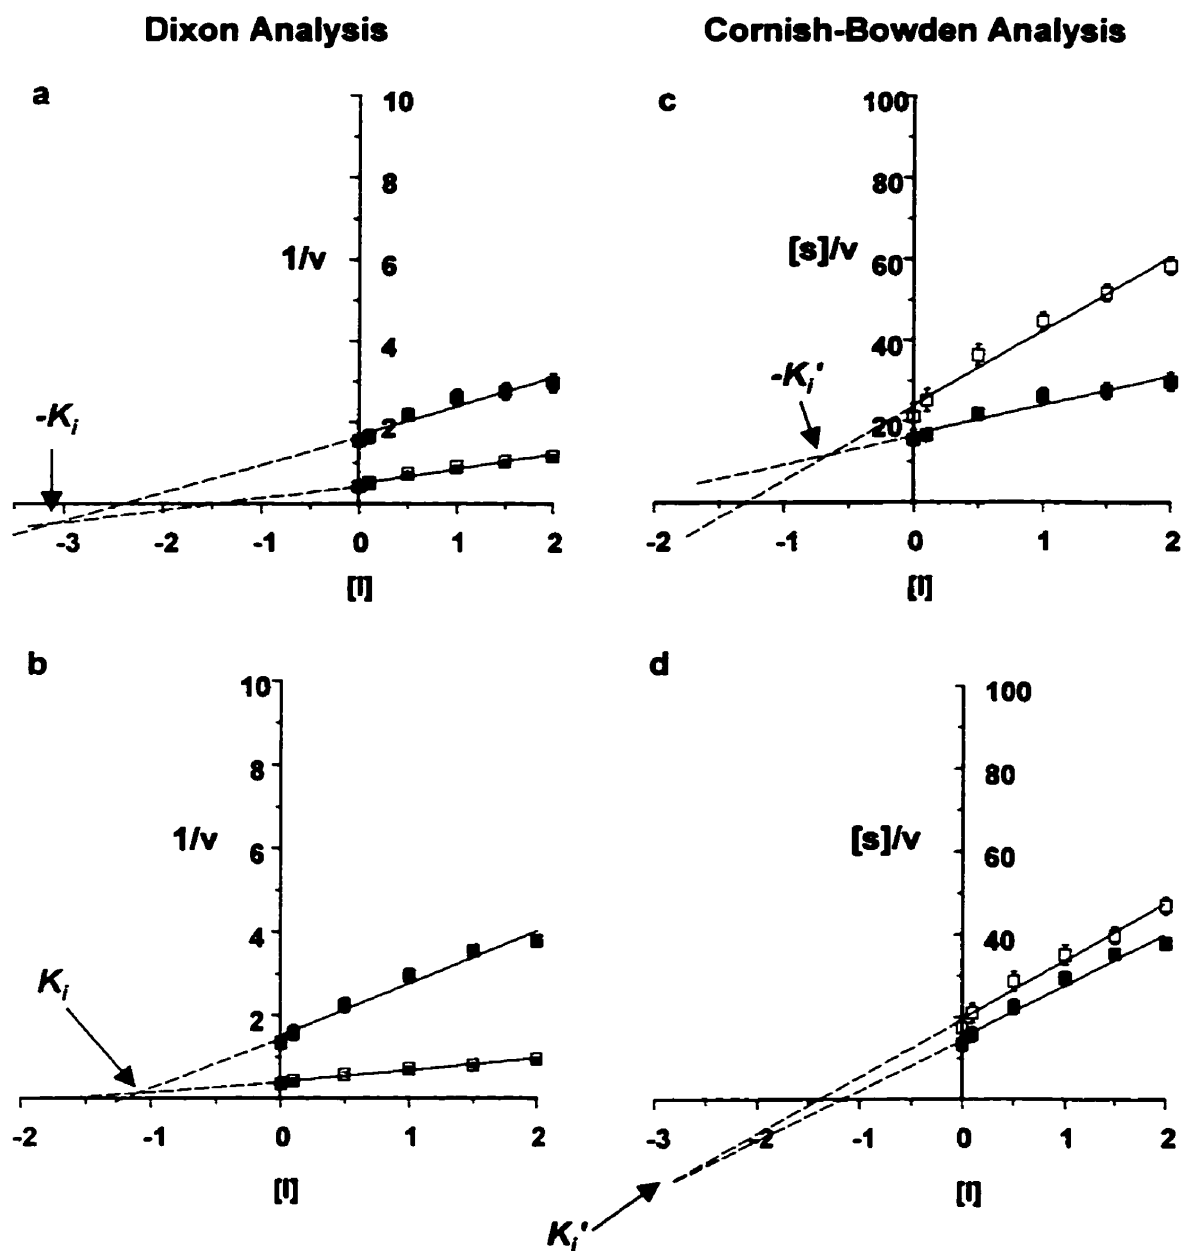 Dixon Analysis
Cornish-Bowden Analysis
a
10
8
1/v
6
4
-Ki
2
-3 -2 -1 0 1 2
[I]
c
100
80
[s]/v
60
40
-Ki'
20
-2 -1 0 1 2
[I]
b
10
8
1/v
6
4
Ki
2
-2 -1 0 1 2
[I]
d
100
80
[s]/v
60
40
-3 -2 -1 0 1 2
[I]
Ki'